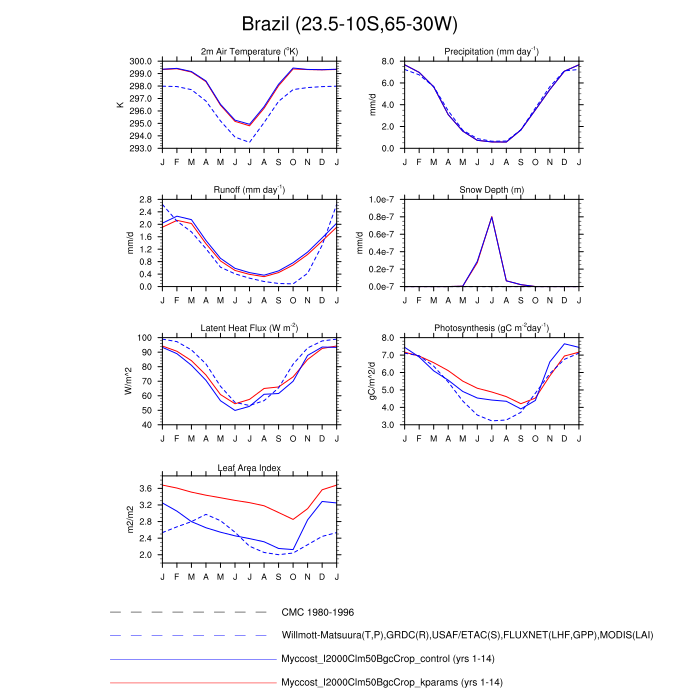 Brazil (23.5-10S,65-30W)
2m Air Temperature (°K)
Precipitation (mm day⁻¹)
300.0
299.0
298.0
297.0
296.0
295.0
294.0
293.0
K
J F M A M J J A S O N D J
8.0
6.0
4.0
2.0
0.0
mm/d
J F M A M J J A S O N D J
Runoff (mm day⁻¹)
Snow Depth (m)
2.8
2.4
2.0
1.6
1.2
0.8
0.4
0.0
mm/d
J F M A M J J A S O N D J
1.0e-7
0.8e-7
0.6e-7
0.4e-7
0.2e-7
0.0e-7
mm/d
J F M A M J J A S O N D J
Latent Heat Flux (W m⁻²)
Photosynthesis (gC m⁻²day⁻¹)
100
90
80
70
60
50
40
W/m^2
J F M A M J J A S O N D J
8.0
7.0
6.0
5.0
4.0
3.0
gC/m^2/d
J F M A M J J A S O N D J
Leaf Area Index
3.6
3.2
2.8
2.4
2.0
m2/m2
J F M A M J J A S O N D J
CMC 1980-1996
Willmott-Matsuura(T,P),GRDC(R),USAF/ETAC(S),FLUXNET(LHF,GPP),MODIS(LAI)
Myccost_I2000Clm50BgcCrop_control (yrs 1-14)
Myccost_I2000Clm50BgcCrop_kparams (yrs 1-14)